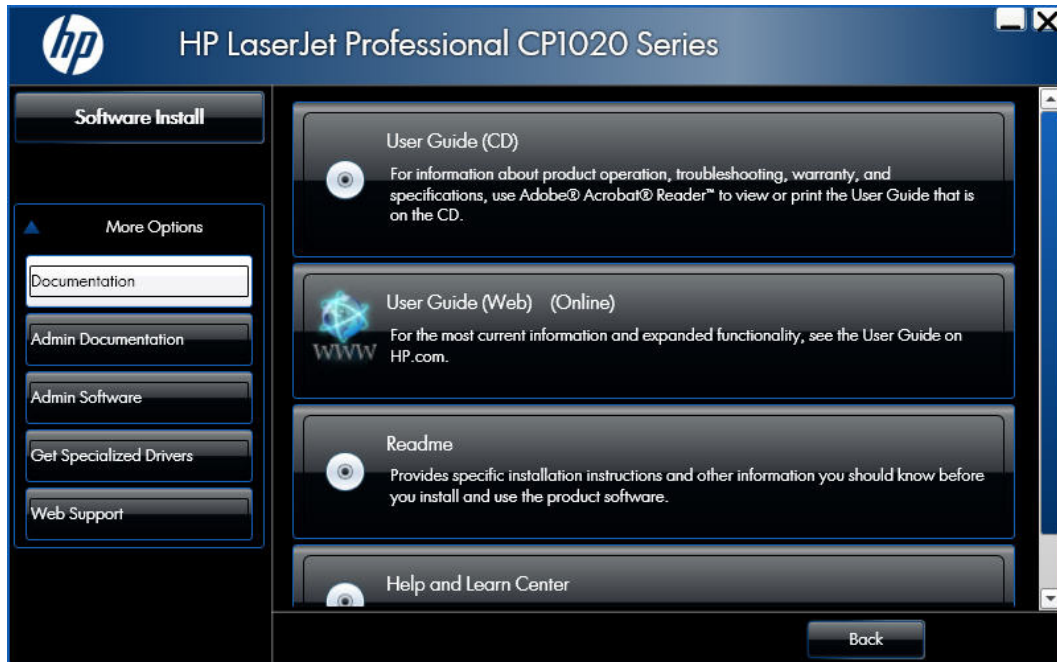 hp
HP LaserJet Professional CP1020 Series
Software Install
More Options
Documentation
Admin Documentation
Admin Software
Get Specialized Drivers
Web Support
User Guide (CD)
For information about product operation, troubleshooting, warranty, and
specifications, use Adobe® Acrobat® Reader™ to view or print the User Guide that is
on the CD.
WWW
User Guide (Web) (Online)
For the most current information and expanded functionality, see the User Guide on
HP.com.
Readme
Provides specific installation instructions and other information you should know before
you install and use the product software.
Help and Learn Center
Back